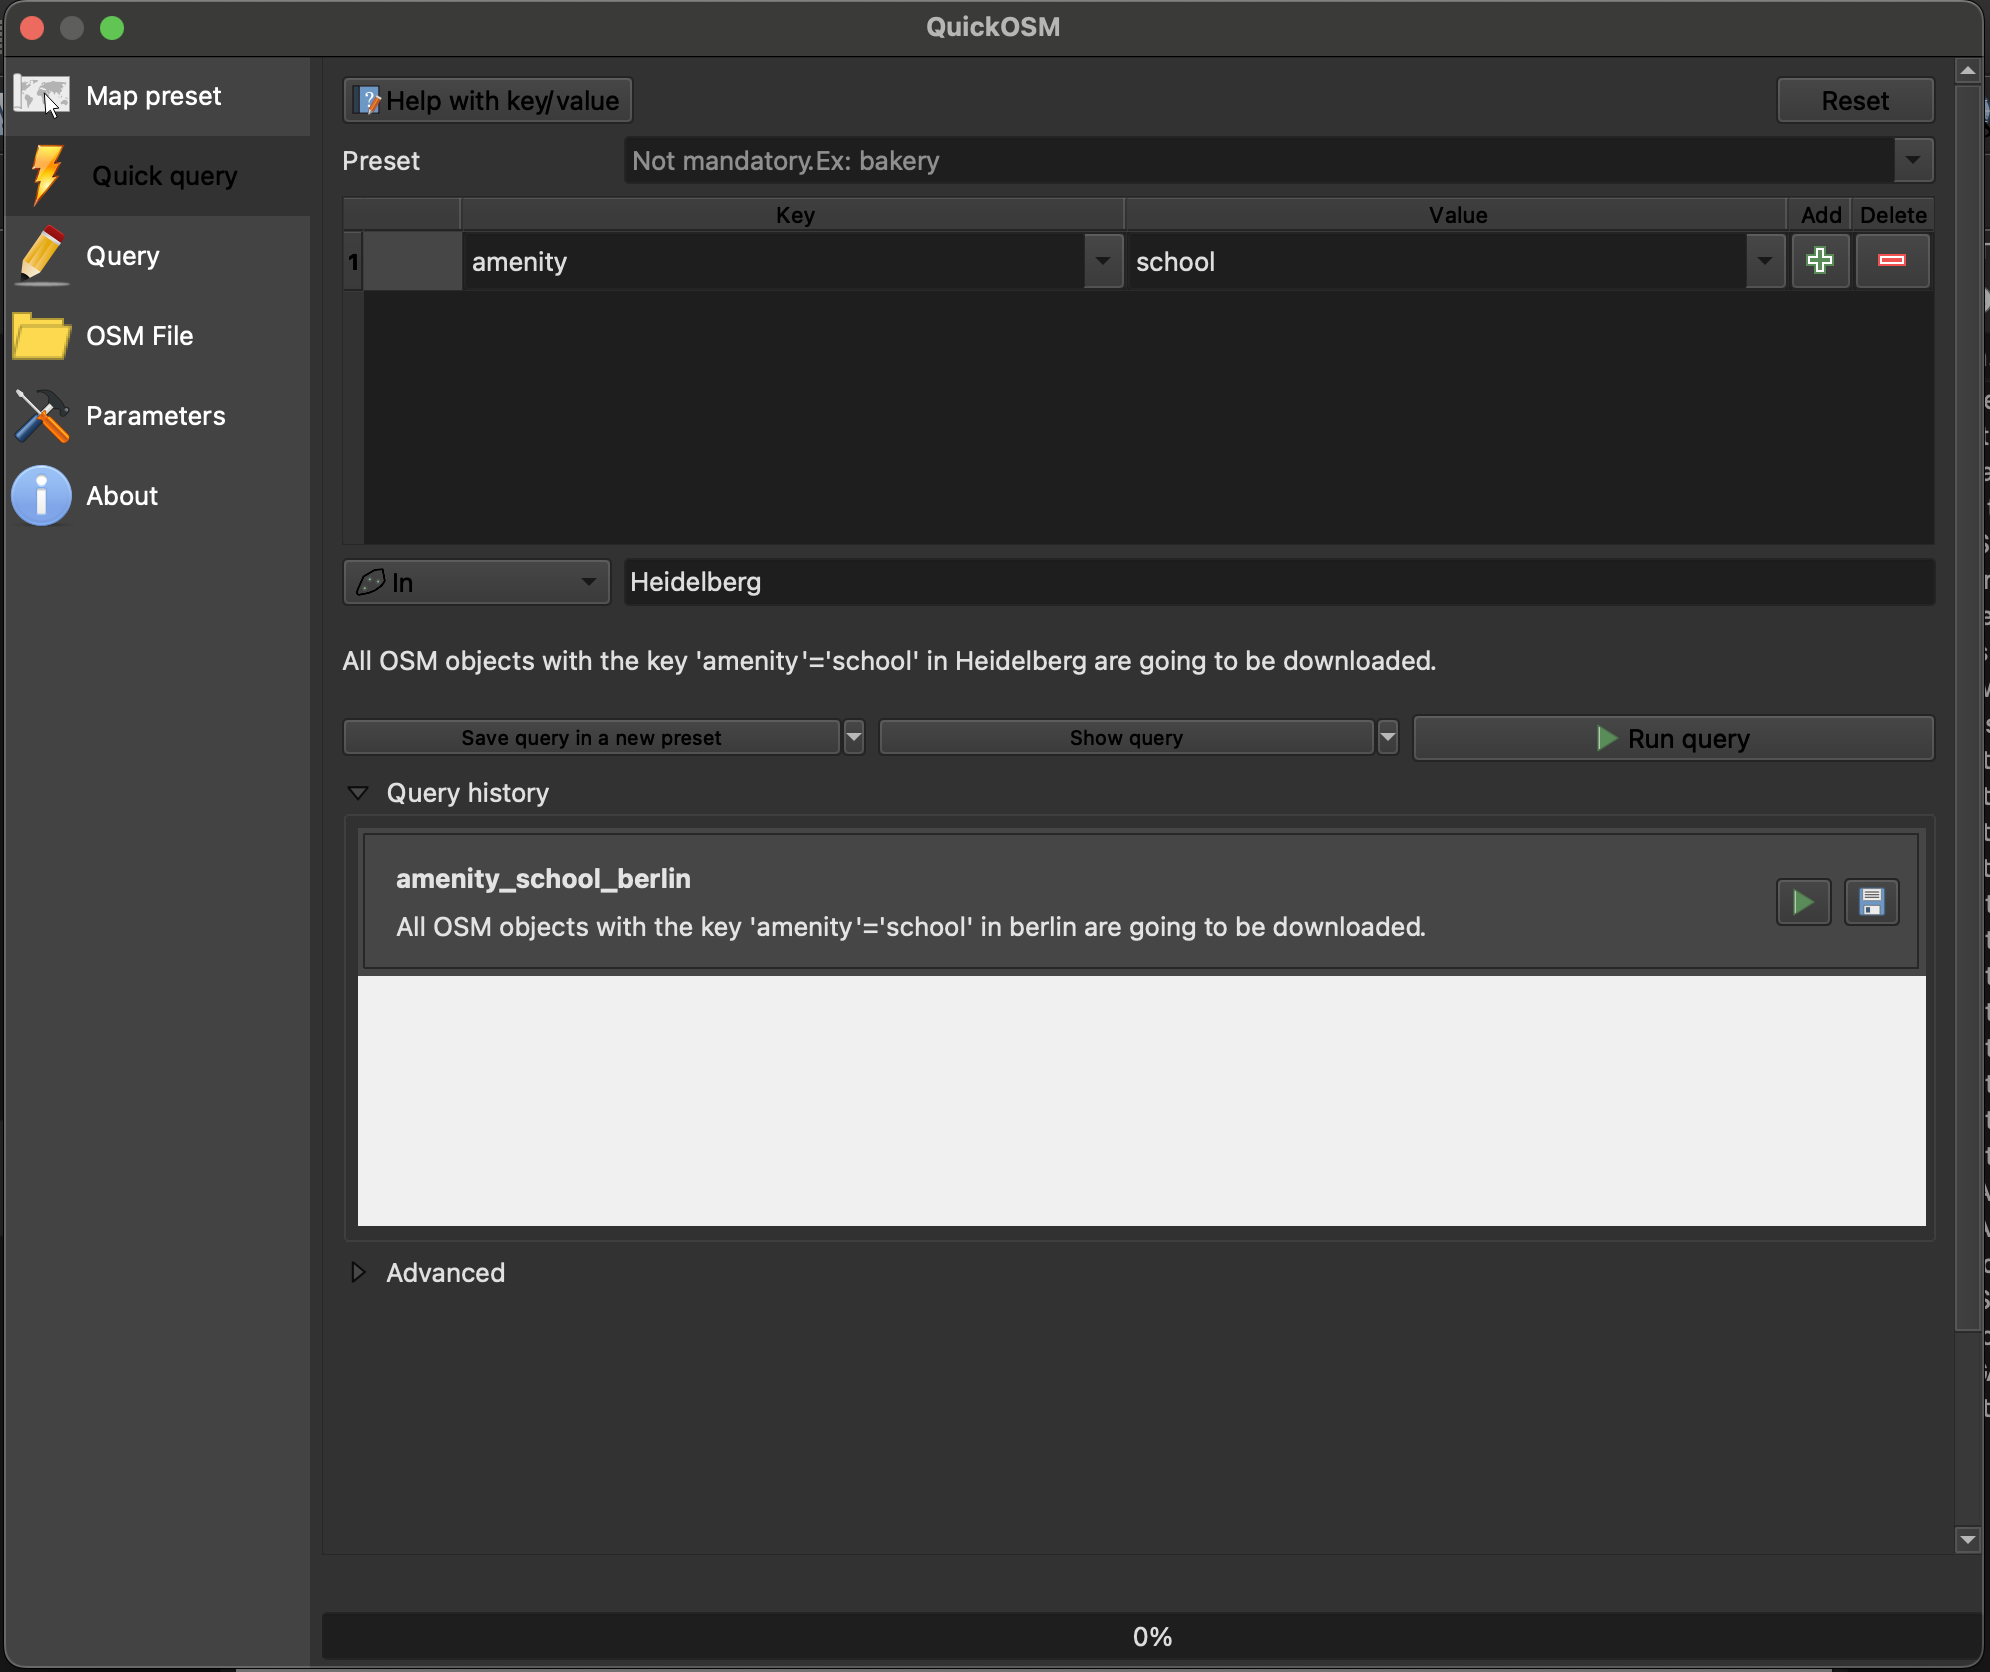 QuickOSM
Map preset
Quick query
Query
OSM File
Parameters
About
Help with key/value
Reset
Preset
Not mandatory.Ex: bakery
Key Value Add Delete
1 amenity school
In Heidelberg
All OSM objects with the key 'amenity'='school' in Heidelberg are going to be downloaded.
Save query in a new preset Show query Run query
Query history
amenity_school_berlin
All OSM objects with the key 'amenity'='school' in berlin are going to be downloaded.
Advanced
0%